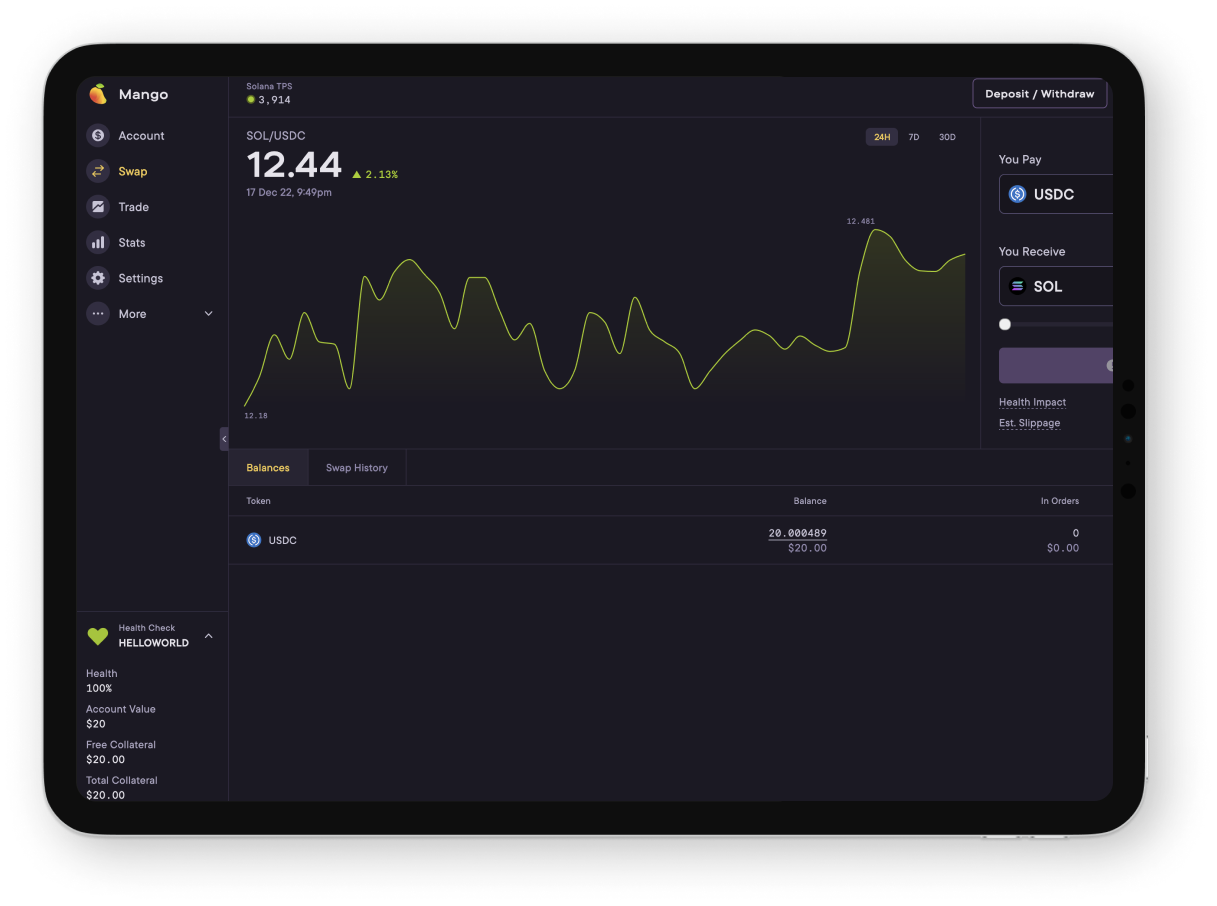 Mango
Account
Swap
Trade
Stats
Settings
More
Health Check
HELLOWORLD
Health
100%
Account Value
$20
Free Collateral
$20.00
Total Collateral
$20.00
Solana TPS
3,914
Deposit / Withdraw
SOL/USDC
12.44 2.13%
17 Dec 22, 9:49pm
24H 7D 30D
12.481
12.18
You Pay
USDC
You Receive
SOL
Health Impact
Est. Slippage
Balances Swap History
Token Balance In Orders
USDC 20.000489 0
$20.00 $0.00